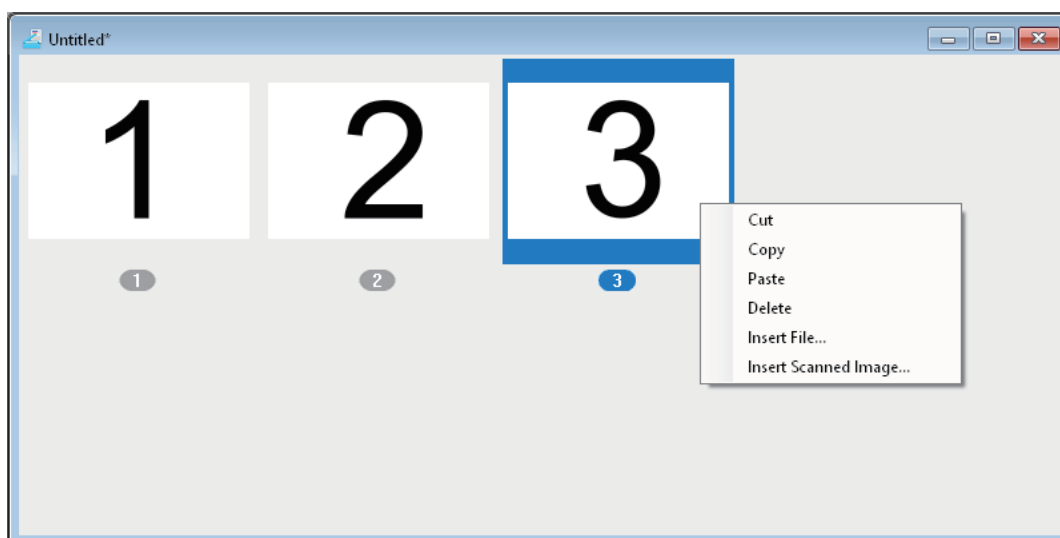 Untitled*
1 2 3
1 2 3
Cut
Copy
Paste
Delete
Insert File...
Insert Scanned Image...